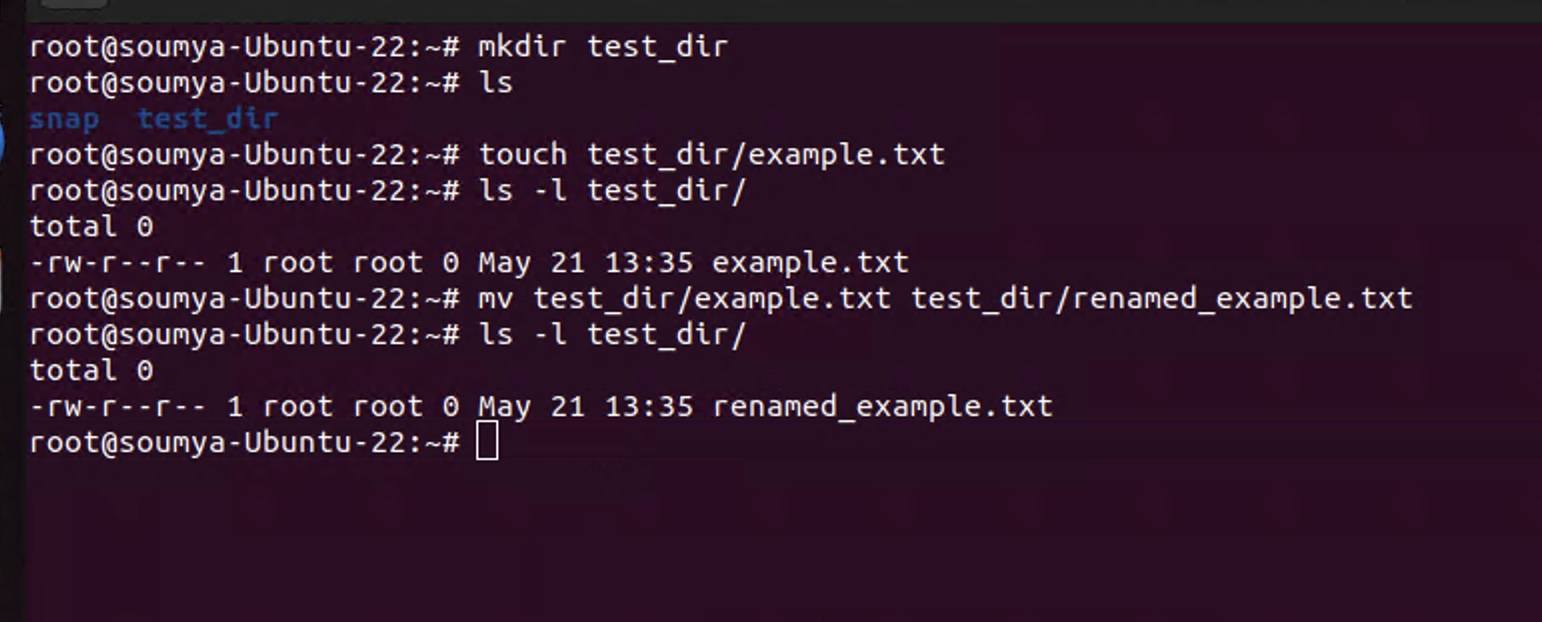 root@soumya-Ubuntu-22:~# mkdir test_dir
root@soumya-Ubuntu-22:~# ls
snap  test_dir
root@soumya-Ubuntu-22:~# touch test_dir/example.txt
root@soumya-Ubuntu-22:~# ls -l test_dir/
total 0
-rw-r--r-- 1 root root 0 May 21 13:35 example.txt
root@soumya-Ubuntu-22:~# mv test_dir/example.txt test_dir/renamed_example.txt
root@soumya-Ubuntu-22:~# ls -l test_dir/
total 0
-rw-r--r-- 1 root root 0 May 21 13:35 renamed_example.txt
root@soumya-Ubuntu-22:~#